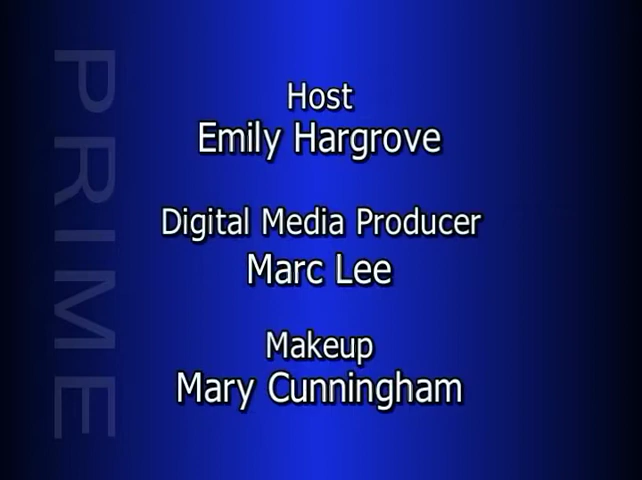 PRIME
Host
Emily Hargrove
Digital Media Producer
Marc Lee
Makeup
Mary Cunningham